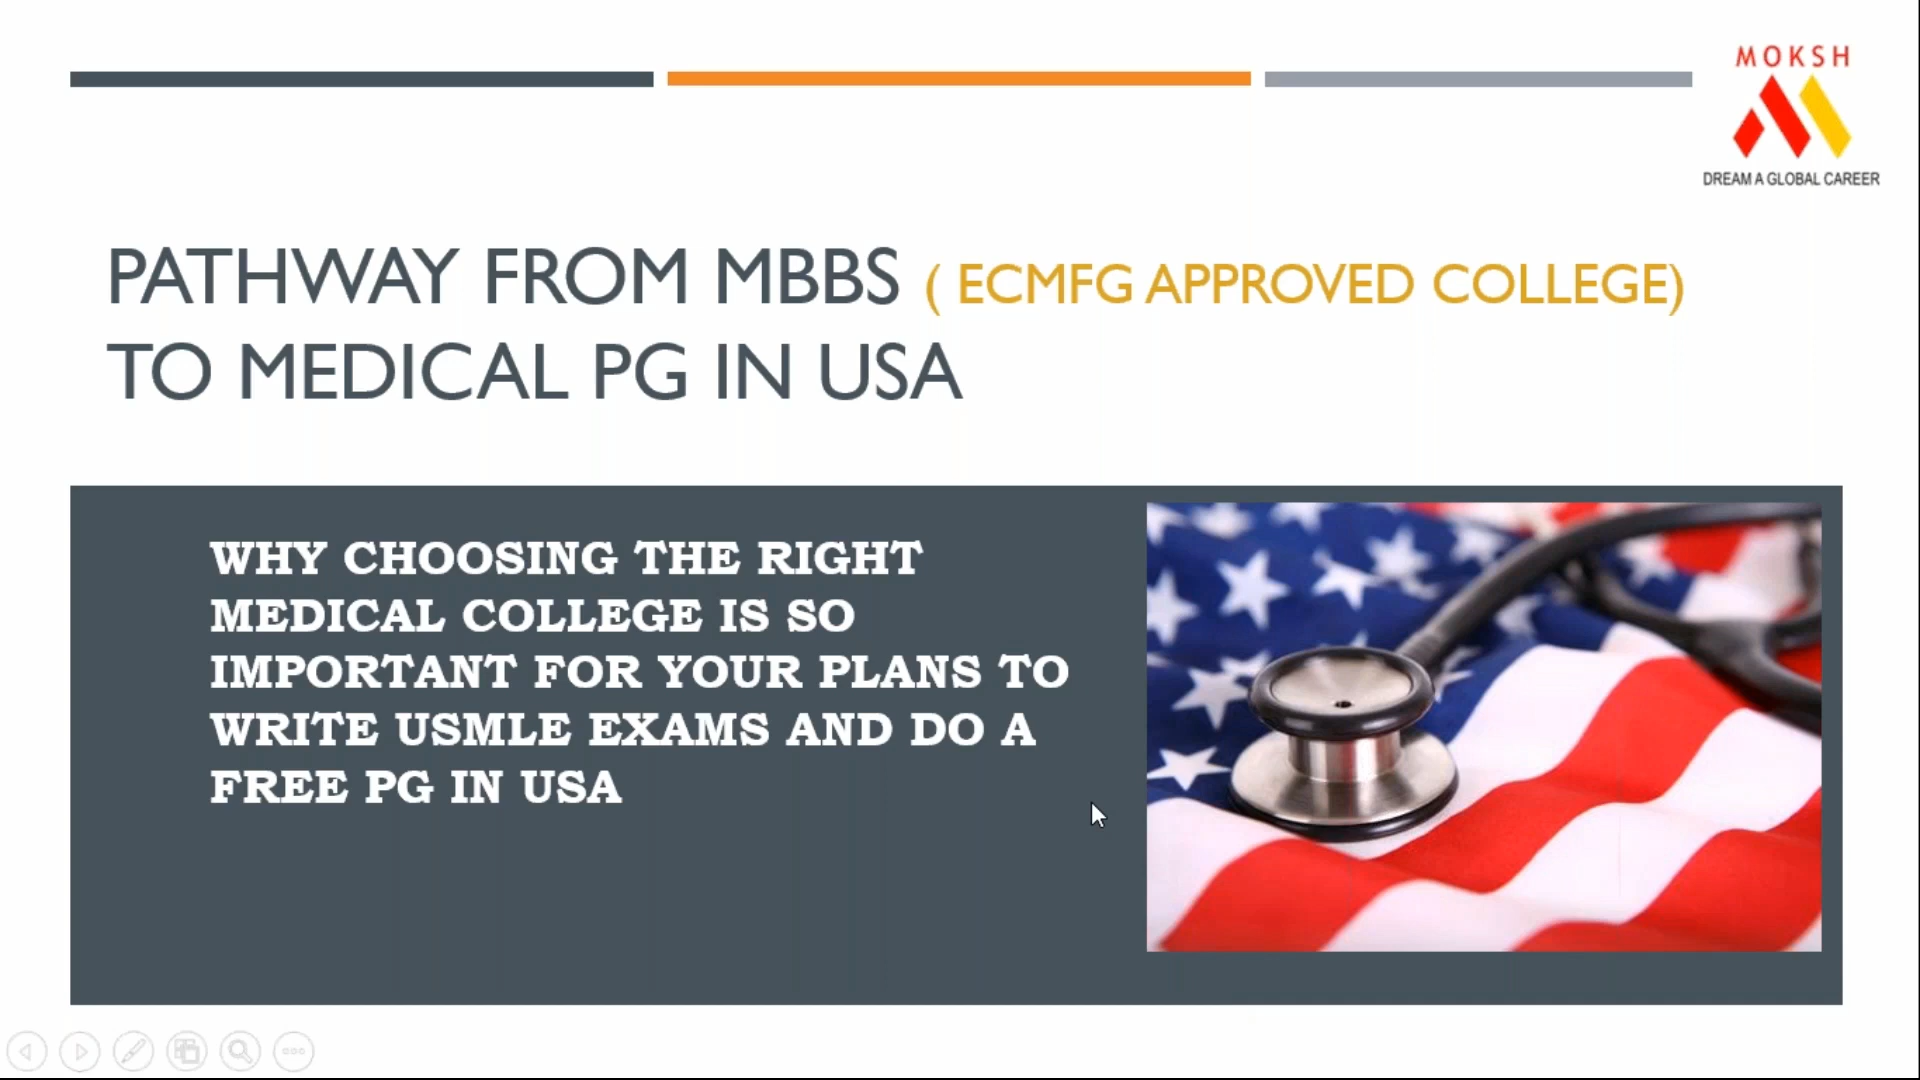 MOKSH
DREAM A GLOBAL CAREER
PATHWAY FROM MBBS ( ECMFG APPROVED COLLEGE)
TO MEDICAL PG IN USA
WHY CHOOSING THE RIGHT
MEDICAL COLLEGE IS SO
IMPORTANT FOR YOUR PLANS TO
WRITE USMLE EXAMS AND DO A
FREE PG IN USA